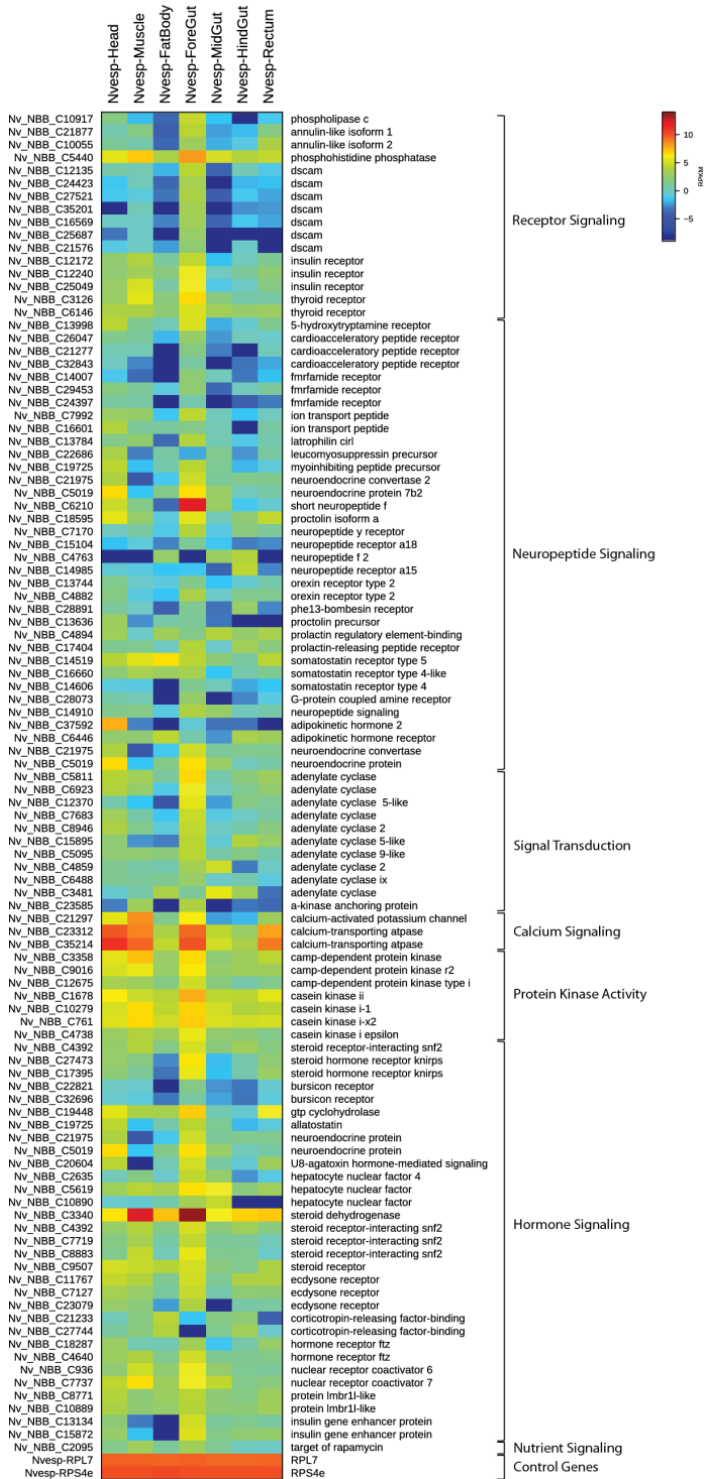 Nvesp-Head
Nvesp-Muscle
Nvesp-FatBody
Nvesp-ForeGut
Nvesp-MidGut
Nvesp-HindGut
Nvesp-Rectum
10
5
0
−5
RPKM
Nv_NBB_C10917 phospholipase c
Nv_NBB_C21877 annulin-like isoform 1
Nv_NBB_C10055 annulin-like isoform 2
Nv_NBB_C5440 phosphohistidine phosphatase
Nv_NBB_C12135 dscam
Nv_NBB_C24423 dscam
Nv_NBB_C27521 dscam
Nv_NBB_C35201 dscam
Nv_NBB_C16569 dscam
Nv_NBB_C25687 dscam
Nv_NBB_C21576 dscam
Nv_NBB_C12172 insulin receptor
Nv_NBB_C12240 insulin receptor
Nv_NBB_C25049 insulin receptor
Nv_NBB_C3126 thyroid receptor
Nv_NBB_C6146 thyroid receptor
Receptor Signaling
Nv_NBB_C13998 5-hydroxytryptamine receptor
Nv_NBB_C26047 cardioacceleratory peptide receptor
Nv_NBB_C21277 cardioacceleratory peptide receptor
Nv_NBB_C32843 cardioacceleratory peptide receptor
Nv_NBB_C14007 fmrfamide receptor
Nv_NBB_C29453 fmrfamide receptor
Nv_NBB_C24397 fmrfamide receptor
Nv_NBB_C7992 ion transport peptide
Nv_NBB_C16601 ion transport peptide
Nv_NBB_C13784 latrophilin cirl
Nv_NBB_C22686 leucomyosuppressin precursor
Nv_NBB_C19725 myoinhibiting peptide precursor
Nv_NBB_C21975 neuroendocrine convertase 2
Nv_NBB_C5019 neuroendocrine protein 7b2
Nv_NBB_C6210 short neuropeptide f
Nv_NBB_C18595 proctolin isoform a
Nv_NBB_C7170 neuropeptide y receptor
Nv_NBB_C15104 neuropeptide receptor a18
Nv_NBB_C4763 neuropeptide f 2
Nv_NBB_C14985 neuropeptide receptor a15
Nv_NBB_C13744 orexin receptor type 2
Nv_NBB_C4882 orexin receptor type 2
Nv_NBB_C28891 phe13-bombesin receptor
Nv_NBB_C13636 proctolin precursor
Nv_NBB_C4894 prolactin regulatory element-binding
Nv_NBB_C17404 prolactin-releasing peptide receptor
Nv_NBB_C14519 somatostatin receptor type 5
Nv_NBB_C16660 somatostatin receptor type 4-like
Nv_NBB_C14606 somatostatin receptor type 4
Nv_NBB_C28073 G-protein coupled amine receptor
Nv_NBB_C14910 neuropeptide signaling
Nv_NBB_C37592 adipokinetic hormone 2
Nv_NBB_C6446 adipokinetic hormone receptor
Nv_NBB_C21975 neuroendocrine convertase
Nv_NBB_C5019 neuroendocrine protein
Neuropeptide Signaling
Nv_NBB_C5811 adenylate cyclase
Nv_NBB_C6923 adenylate cyclase
Nv_NBB_C12370 adenylate cyclase 5-like
Nv_NBB_C7683 adenylate cyclase
Nv_NBB_C8946 adenylate cyclase 2
Nv_NBB_C15895 adenylate cyclase 5-like
Nv_NBB_C5095 adenylate cyclase 9-like
Nv_NBB_C4859 adenylate cyclase 2
Nv_NBB_C6488 adenylate cyclase ix
Nv_NBB_C3481 adenylate cyclase
Nv_NBB_C23585 a-kinase anchoring protein
Signal Transduction
Nv_NBB_C21297 calcium-activated potassium channel
Nv_NBB_C23312 calcium-transporting atpase
Nv_NBB_C35214 calcium-transporting atpase
Calcium Signaling
Nv_NBB_C3358 camp-dependent protein kinase
Nv_NBB_C9016 camp-dependent protein kinase r2
Nv_NBB_C12675 camp-dependent protein kinase type i
Nv_NBB_C1678 casein kinase ii
Nv_NBB_C10279 casein kinase i-1
Nv_NBB_C761 casein kinase i-x2
Nv_NBB_C4738 casein kinase i epsilon
Protein Kinase Activity
Nv_NBB_C4392 steroid receptor-interacting snf2
Nv_NBB_C27473 steroid hormone receptor knirps
Nv_NBB_C17395 steroid hormone receptor knirps
Nv_NBB_C22821 bursicon receptor
Nv_NBB_C32696 bursicon receptor
Nv_NBB_C19448 gtp cyclohydrolase
Nv_NBB_C19725 allatostatin
Nv_NBB_C21975 neuroendocrine protein
Nv_NBB_C5019 neuroendocrine protein
Nv_NBB_C20604 U8-agatoxin hormone-mediated signaling
Nv_NBB_C2635 hepatocyte nuclear factor 4
Nv_NBB_C5619 hepatocyte nuclear factor
Nv_NBB_C10890 hepatocyte nuclear factor
Nv_NBB_C3340 steroid dehydrogenase
Nv_NBB_C4392 steroid receptor-interacting snf2
Nv_NBB_C7719 steroid receptor-interacting snf2
Nv_NBB_C8883 steroid receptor-interacting snf2
Nv_NBB_C9507 steroid receptor
Nv_NBB_C11767 ecdysone receptor
Nv_NBB_C7127 ecdysone receptor
Nv_NBB_C23079 ecdysone receptor
Nv_NBB_C21233 corticotropin-releasing factor-binding
Nv_NBB_C27744 corticotropin-releasing factor-binding
Nv_NBB_C18287 hormone receptor ftz
Nv_NBB_C4640 hormone receptor ftz
Nv_NBB_C936 nuclear receptor coactivator 6
Nv_NBB_C7737 nuclear receptor coactivator 7
Nv_NBB_C8771 protein lmbr1l-like
Nv_NBB_C10889 protein lmbr1l-like
Nv_NBB_C13134 insulin gene enhancer protein
Nv_NBB_C15872 insulin gene enhancer protein
Hormone Signaling
Nv_NBB_C2095 target of rapamycin
Nutrient Signaling
Nvesp-RPL7 RPL7
Nvesp-RPS4e RPS4e
Control Genes